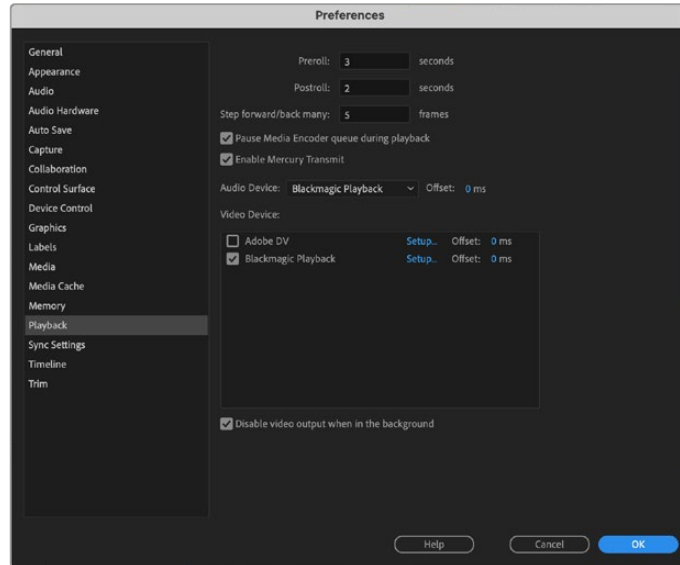 Preferences
General
Appearance
Audio
Audio Hardware
Auto Save
Capture
Collaboration
Control Surface
Device Control
Graphics
Labels
Media
Media Cache
Memory
Playback
Sync Settings
Timeline
Trim
Preroll: 3 seconds
Postroll: 2 seconds
Step forward/back many: 5 frames
Pause Media Encoder queue during playback
Enable Mercury Transmit
Audio Device: Blackmagic Playback Offset: 0 ms
Video Device:
Adobe DV Setup... Offset: 0 ms
Blackmagic Playback Setup... Offset: 0 ms
Disable video output when in the background
Help Cancel OK